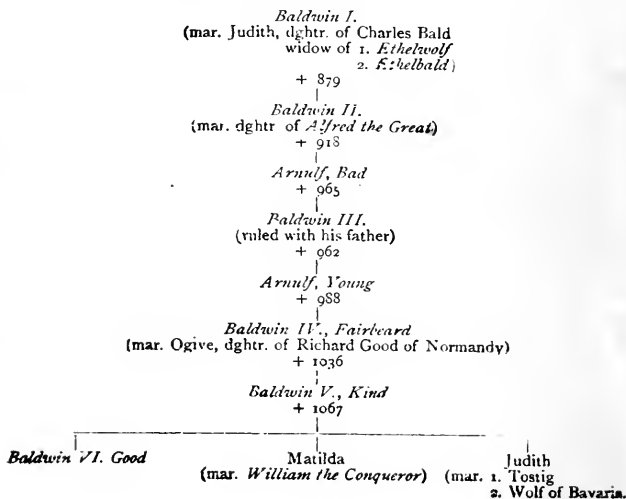 Baldwin I.
(mar. Judith, dghtr. of Charles Bald
widow of 1. Ethelwolf
2. Ethelbald)
+ 879
Baldwin II.
(mar. dghtr of Alfred the Great)
+ 918
Arnulf, Bad
+ 965
Baldwin III.
(ruled with his father)
+ 962
Arnulf, Young
+ 988
Baldwin IV., Fairbeard
(mar. Ogive, dghtr. of Richard Good of Normandy)
+ 1036
Baldwin V., Kind
+ 1067
Baldwin VI. Good Matilda Judith
(mar. William the Conqueror) (mar. 1. Tostig
2. Wolf of Bavaria.